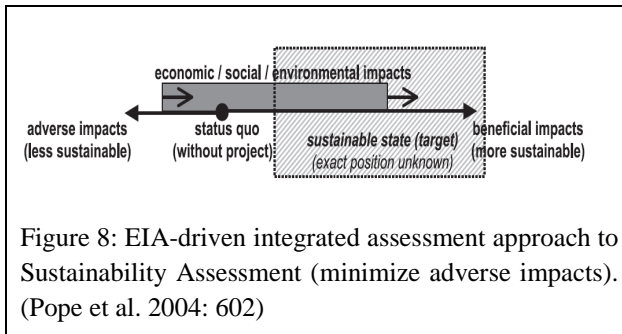 economic / social / environmental impacts
adverse impacts
(less sustainable)
status quo
(without project)
sustainable state (target)
(exact position unknown)
beneficial impacts
(more sustainable)
Figure 8: EIA-driven integrated assessment approach to
Sustainability Assessment (minimize adverse impacts).
(Pope et al. 2004: 602)